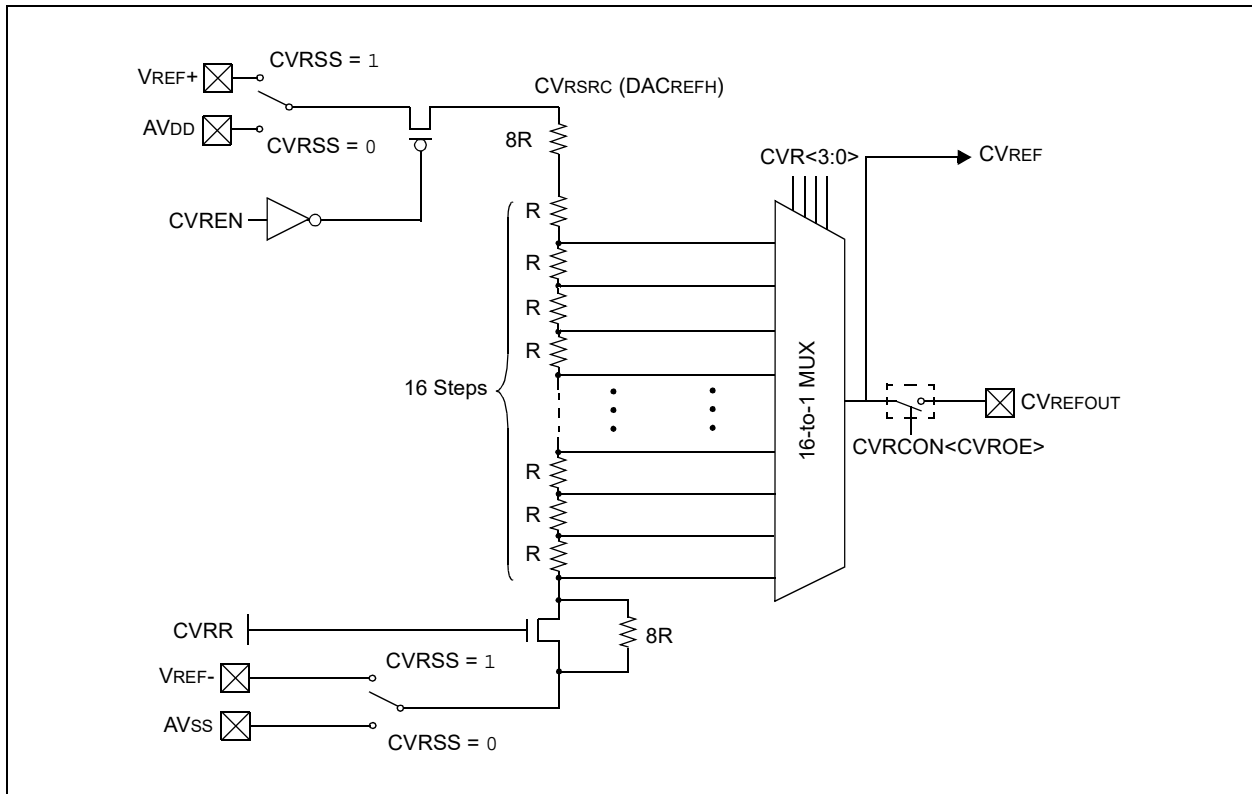 CVRSS = 1
VREF+
CVRSRC (DACREFH)
AVDD
8R
CVRSS = 0
CVR<3:0>
CVREF
CVREN
R
R
R
R
16 Steps
16-to-1 MUX
CVREFOUT
CVRCON<CVROE>
R
R
R
CVRR
8R
CVRSS = 1
VREF-
AVSS
CVRSS = 0